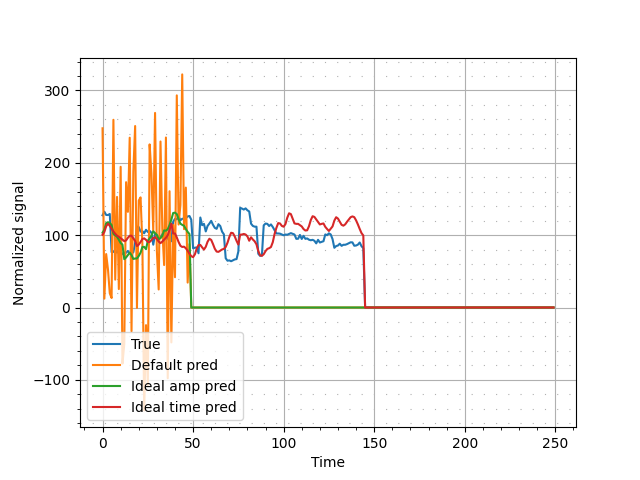 300
200
100
0
−100
Normalized signal
True
Default pred
Ideal amp pred
Ideal time pred
0 50 100 150 200 250
Time